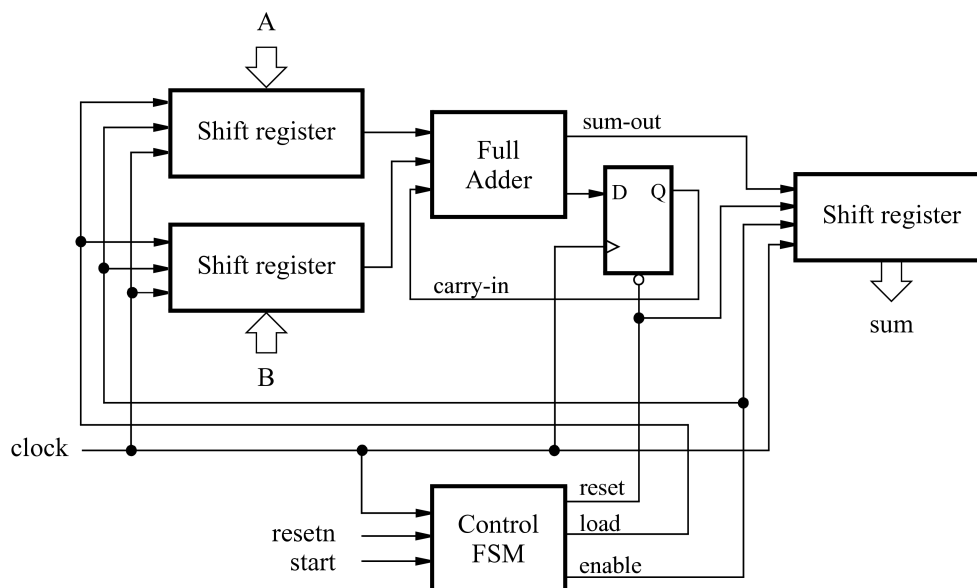 A
Shift register
Full
Adder
sum-out
D Q
Shift register
Shift register
carry-in
B
sum
clock
resetn
start
Control
FSM
reset
load
enable